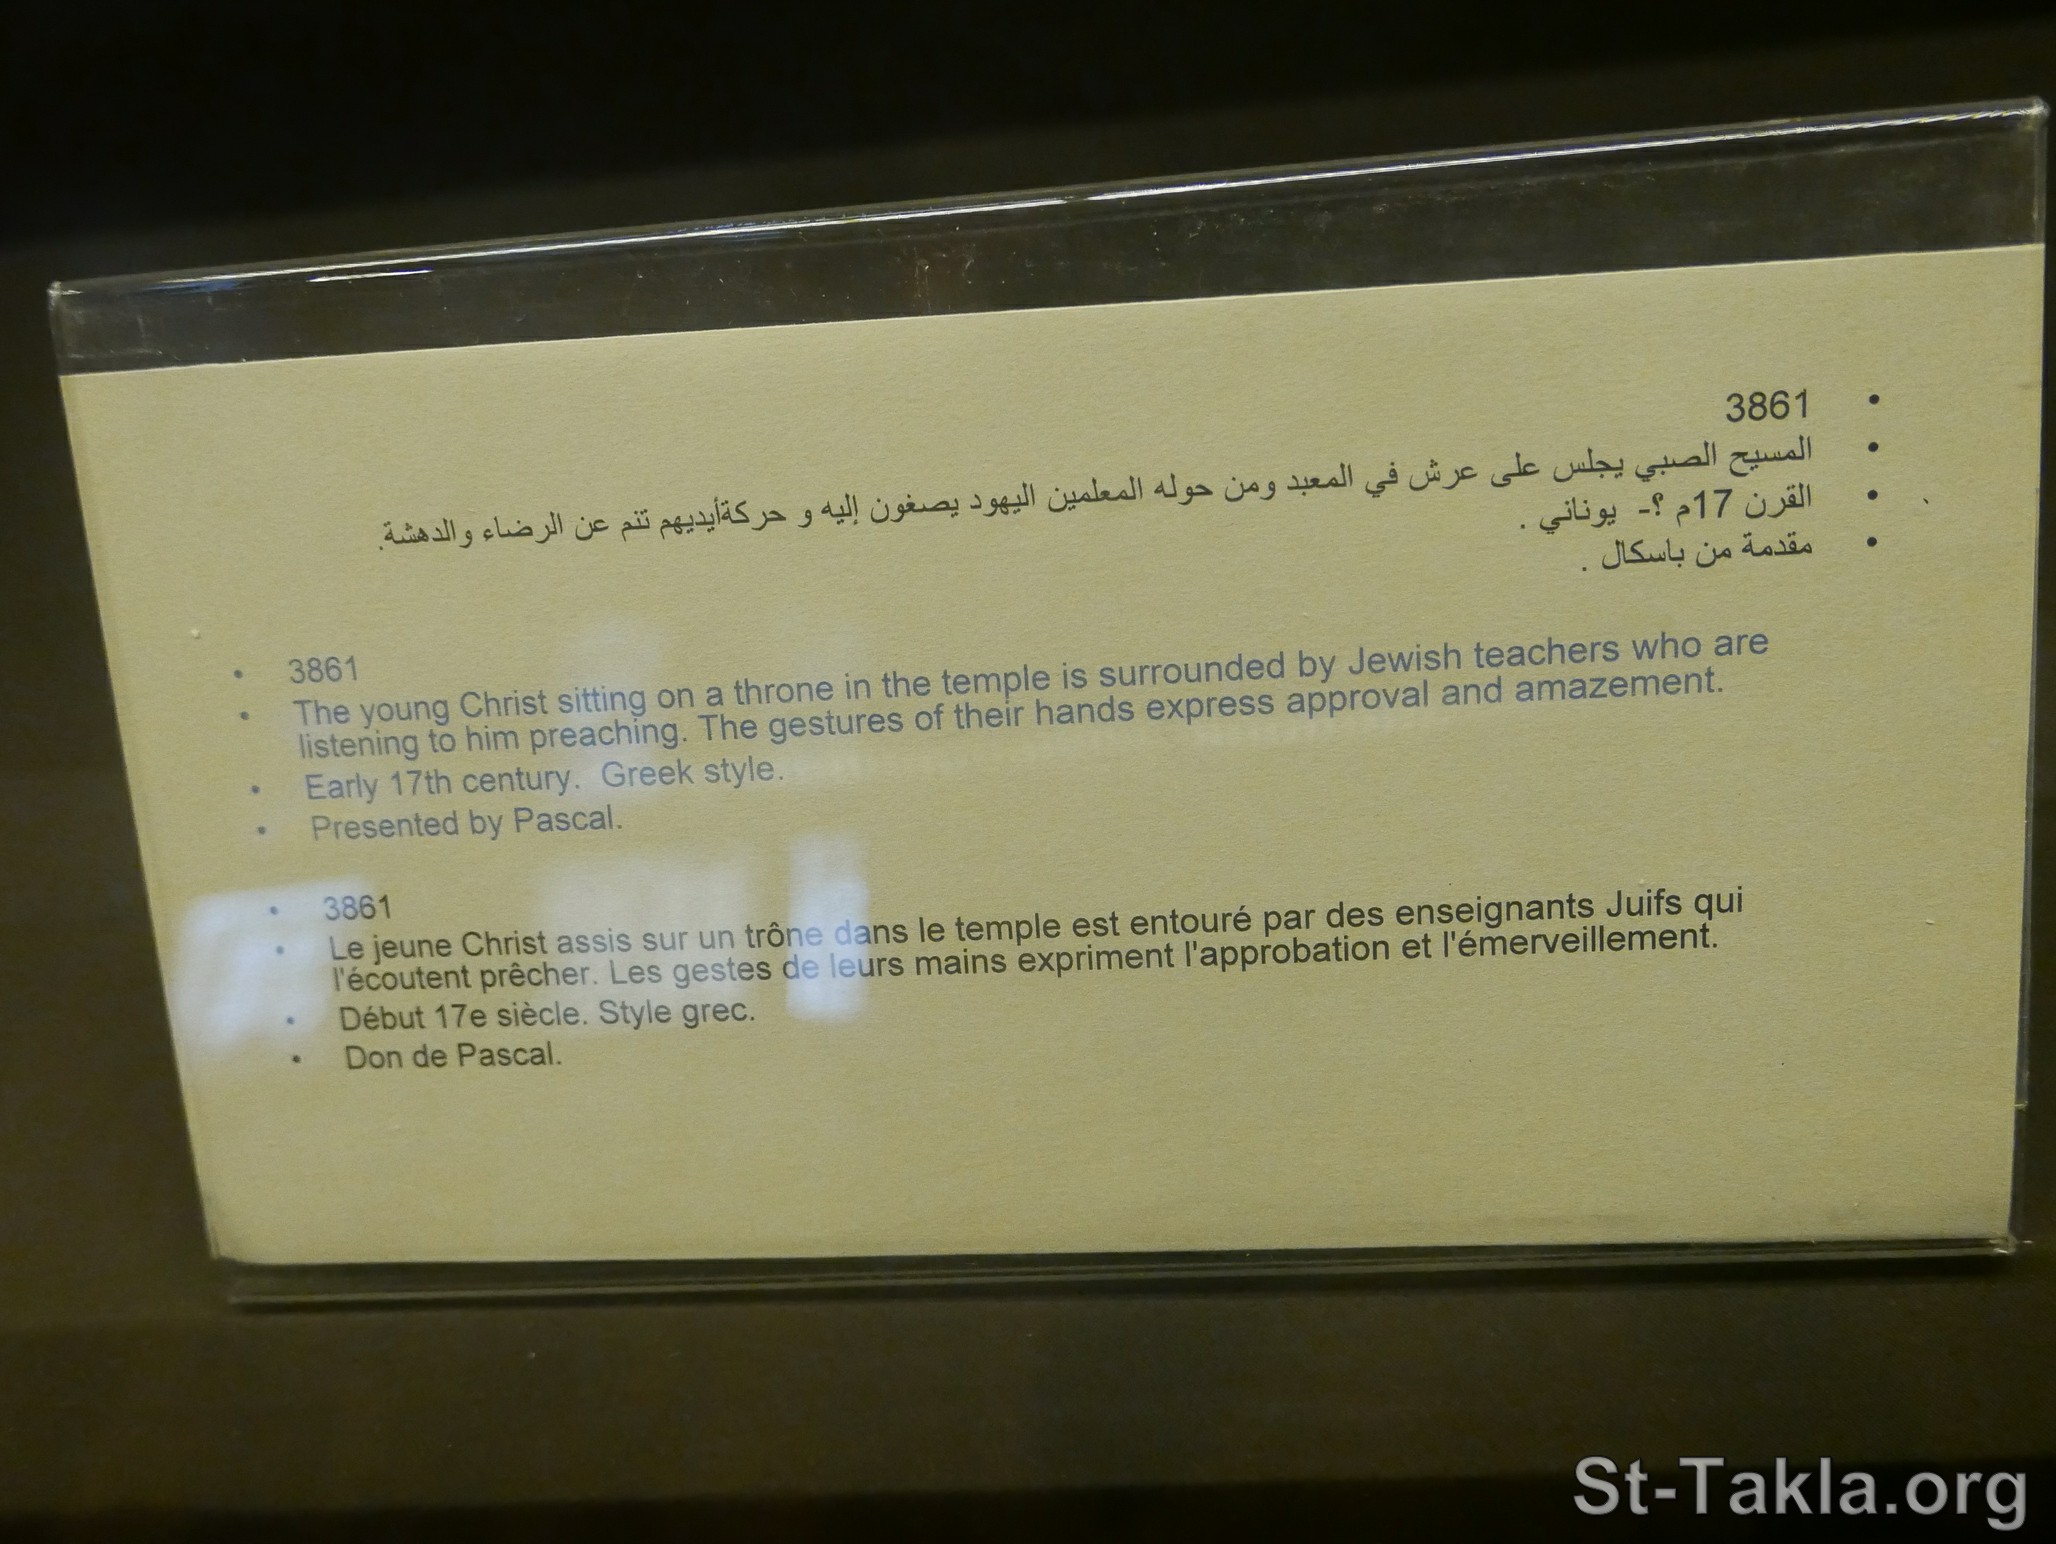 • 3861
• المسيح الصبي يجلس على عرش في المعبد ومن حوله المعلمين اليهود يصغون إليه و حركةأيديهم تنم عن الرضاء والدهشة.
• القرن 17م ؟- يوناني .
• مقدمة من باسكال .
• 3861
• The young Christ sitting on a throne in the temple is surrounded by Jewish teachers who are
listening to him preaching. The gestures of their hands express approval and amazement.
• Early 17th century. Greek style.
• Presented by Pascal.
• 3861
• Le jeune Christ assis sur un trône dans le temple est entouré par des enseignants Juifs qui
l'écoutent prêcher. Les gestes de leurs mains expriment l'approbation et l'émerveillement.
• Début 17e siècle. Style grec.
• Don de Pascal.
St-Takla.org